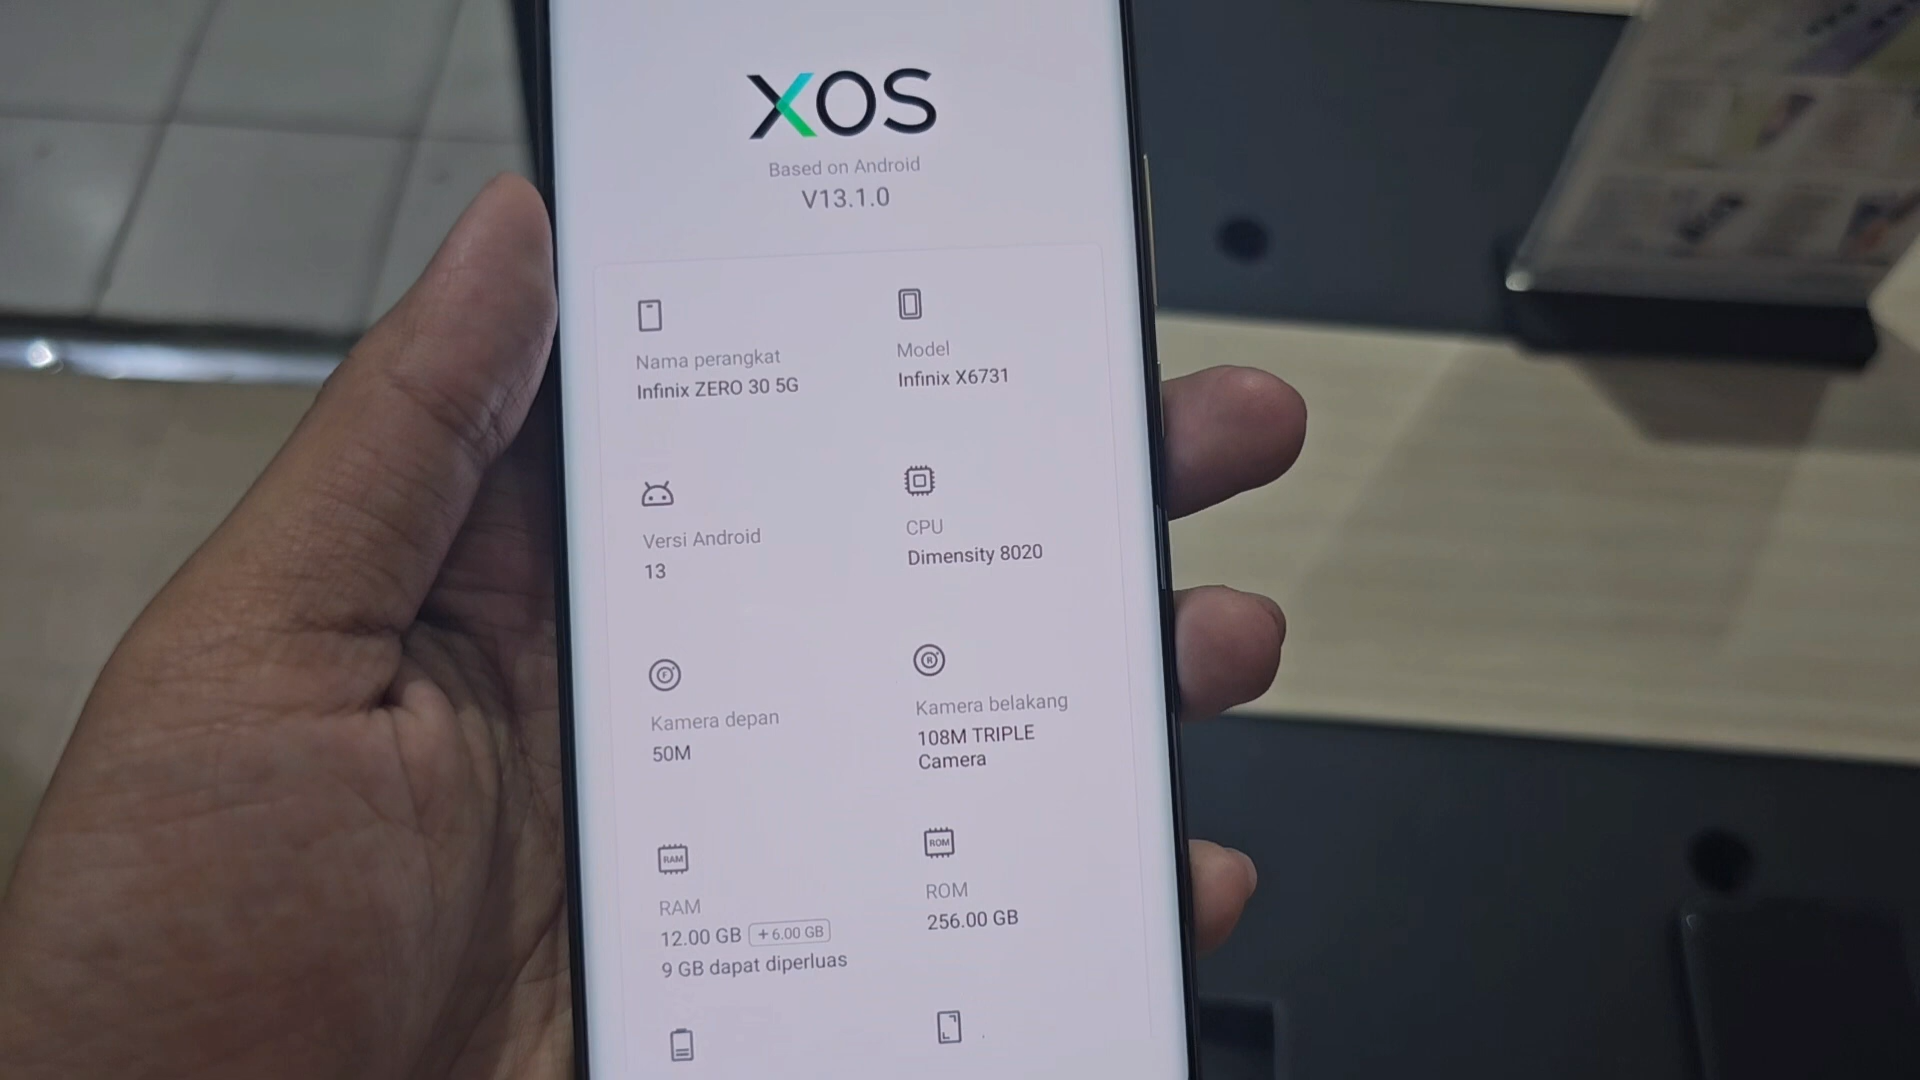 XOS
Based on Android
V13.1.0
Nama perangkat
Infinix ZERO 30 5G
Model
Infinix X6731
Versi Android
13
CPU
Dimensity 8020
Kamera depan
50M
Kamera belakang
108M TRIPLE
Camera
RAM
RAM
12.00 GB +6.00 GB
9 GB dapat diperluas
ROM
ROM
256.00 GB